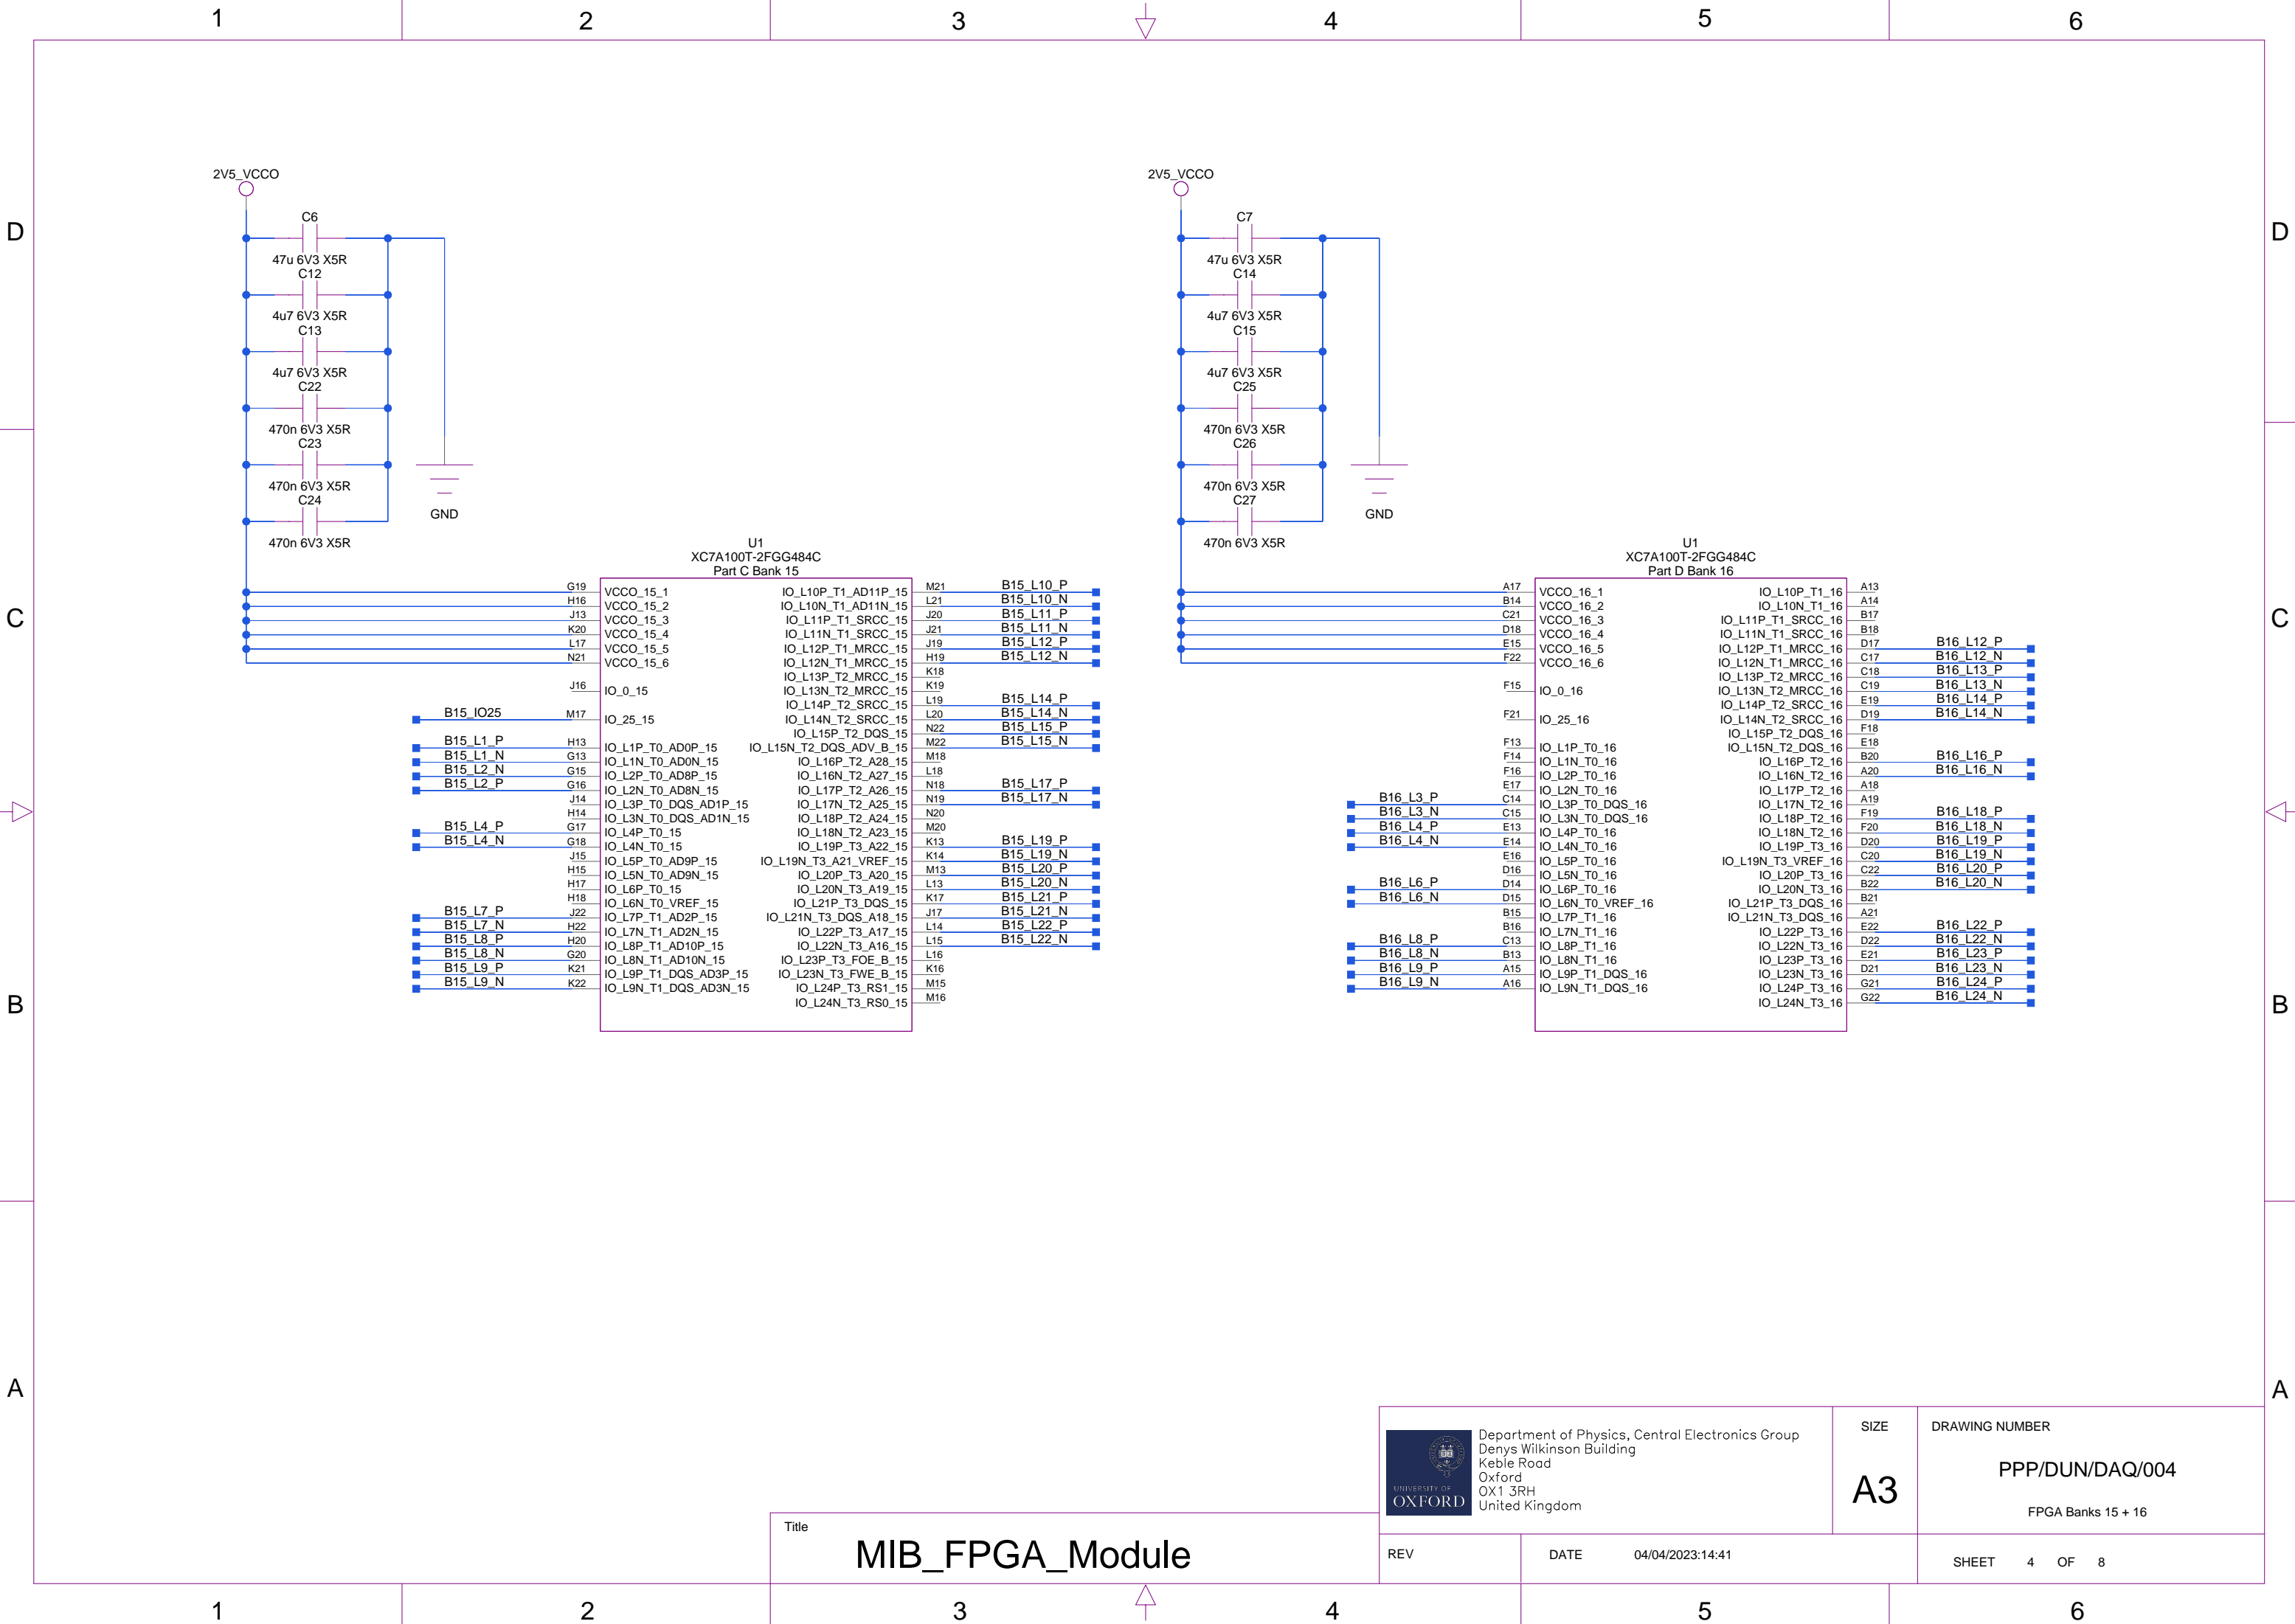 1 2 3 4 5 6
D D
C C
B B
A A
2V5_VCCO
C6
47u 6V3 X5R
C12
4u7 6V3 X5R
C13
4u7 6V3 X5R
C22
470n 6V3 X5R
C23
470n 6V3 X5R
C24
470n 6V3 X5R
GND
U1
XC7A100T-2FGG484C
Part C Bank 15
G19 VCCO_15_1
H16 VCCO_15_2
J13 VCCO_15_3
K20 VCCO_15_4
L17 VCCO_15_5
N21 VCCO_15_6
J16 IO_0_15
B15_IO25 M17 IO_25_15
B15_L1_P H13 IO_L1P_T0_AD0P_15
B15_L1_N G13 IO_L1N_T0_AD0N_15
B15_L2_N G15 IO_L2P_T0_AD8P_15
B15_L2_P G16 IO_L2N_T0_AD8N_15
J14 IO_L3P_T0_DQS_AD1P_15
H14 IO_L3N_T0_DQS_AD1N_15
B15_L4_P G17 IO_L4P_T0_15
B15_L4_N G18 IO_L4N_T0_15
J15 IO_L5P_T0_AD9P_15
H15 IO_L5N_T0_AD9N_15
H17 IO_L6P_T0_15
H18 IO_L6N_T0_VREF_15
B15_L7_P J22 IO_L7P_T1_AD2P_15
B15_L7_N H22 IO_L7N_T1_AD2N_15
B15_L8_P H20 IO_L8P_T1_AD10P_15
B15_L8_N G20 IO_L8N_T1_AD10N_15
B15_L9_P K21 IO_L9P_T1_DQS_AD3P_15
B15_L9_N K22 IO_L9N_T1_DQS_AD3N_15
IO_L10P_T1_AD11P_15 M21 B15_L10_P
IO_L10N_T1_AD11N_15 L21 B15_L10_N
IO_L11P_T1_SRCC_15 J20 B15_L11_P
IO_L11N_T1_SRCC_15 J21 B15_L11_N
IO_L12P_T1_MRCC_15 J19 B15_L12_P
IO_L12N_T1_MRCC_15 H19 B15_L12_N
IO_L13P_T2_MRCC_15 K18
IO_L13N_T2_MRCC_15 K19
IO_L14P_T2_SRCC_15 L19 B15_L14_P
IO_L14N_T2_SRCC_15 L20 B15_L14_N
IO_L15P_T2_DQS_15 N22 B15_L15_P
IO_L15N_T2_DQS_ADV_B_15 M22 B15_L15_N
IO_L16P_T2_A28_15 M18
IO_L16N_T2_A27_15 L18
IO_L17P_T2_A26_15 N18 B15_L17_P
IO_L17N_T2_A25_15 N19 B15_L17_N
IO_L18P_T2_A24_15 N20
IO_L18N_T2_A23_15 M20
IO_L19P_T3_A22_15 K13 B15_L19_P
IO_L19N_T3_A21_VREF_15 K14 B15_L19_N
IO_L20P_T3_A20_15 M13 B15_L20_P
IO_L20N_T3_A19_15 L13 B15_L20_N
IO_L21P_T3_DQS_15 K17 B15_L21_P
IO_L21N_T3_DQS_A18_15 J17 B15_L21_N
IO_L22P_T3_A17_15 L14 B15_L22_P
IO_L22N_T3_A16_15 L15 B15_L22_N
IO_L23P_T3_FOE_B_15 L16
IO_L23N_T3_FWE_B_15 K16
IO_L24P_T3_RS1_15 M15
IO_L24N_T3_RS0_15 M16
2V5_VCCO
C7
47u 6V3 X5R
C14
4u7 6V3 X5R
C15
4u7 6V3 X5R
C25
470n 6V3 X5R
C26
470n 6V3 X5R
C27
470n 6V3 X5R
GND
U1
XC7A100T-2FGG484C
Part D Bank 16
A17 VCCO_16_1
B14 VCCO_16_2
C21 VCCO_16_3
D18 VCCO_16_4
E15 VCCO_16_5
F22 VCCO_16_6
F15 IO_0_16
F21 IO_25_16
F13 IO_L1P_T0_16
F14 IO_L1N_T0_16
F16 IO_L2P_T0_16
E17 IO_L2N_T0_16
B16_L3_P C14 IO_L3P_T0_DQS_16
B16_L3_N C15 IO_L3N_T0_DQS_16
B16_L4_P E13 IO_L4P_T0_16
B16_L4_N E14 IO_L4N_T0_16
E16 IO_L5P_T0_16
D16 IO_L5N_T0_16
B16_L6_P D14 IO_L6P_T0_16
B16_L6_N D15 IO_L6N_T0_VREF_16
B15 IO_L7P_T1_16
B16 IO_L7N_T1_16
B16_L8_P C13 IO_L8P_T1_16
B16_L8_N B13 IO_L8N_T1_16
B16_L9_P A15 IO_L9P_T1_DQS_16
B16_L9_N A16 IO_L9N_T1_DQS_16
IO_L10P_T1_16 A13
IO_L10N_T1_16 A14
IO_L11P_T1_SRCC_16 B17
IO_L11N_T1_SRCC_16 B18
IO_L12P_T1_MRCC_16 D17 B16_L12_P
IO_L12N_T1_MRCC_16 C17 B16_L12_N
IO_L13P_T2_MRCC_16 C18 B16_L13_P
IO_L13N_T2_MRCC_16 C19 B16_L13_N
IO_L14P_T2_SRCC_16 E19 B16_L14_P
IO_L14N_T2_SRCC_16 D19 B16_L14_N
IO_L15P_T2_DQS_16 F18
IO_L15N_T2_DQS_16 E18
IO_L16P_T2_16 B20 B16_L16_P
IO_L16N_T2_16 A20 B16_L16_N
IO_L17P_T2_16 A18
IO_L17N_T2_16 A19
IO_L18P_T2_16 F19 B16_L18_P
IO_L18N_T2_16 F20 B16_L18_N
IO_L19P_T3_16 D20 B16_L19_P
IO_L19N_T3_VREF_16 C20 B16_L19_N
IO_L20P_T3_16 C22 B16_L20_P
IO_L20N_T3_16 B22 B16_L20_N
IO_L21P_T3_DQS_16 B21
IO_L21N_T3_DQS_16 A21
IO_L22P_T3_16 E22 B16_L22_P
IO_L22N_T3_16 D22 B16_L22_N
IO_L23P_T3_16 E21 B16_L23_P
IO_L23N_T3_16 D21 B16_L23_N
IO_L24P_T3_16 G21 B16_L24_P
IO_L24N_T3_16 G22 B16_L24_N
UNIVERSITY OF
OXFORD
Department of Physics, Central Electronics Group
Denys Wilkinson Building
Keble Road
Oxford
OX1 3RH
United Kingdom
SIZE
A3
DRAWING NUMBER
PPP/DUN/DAQ/004
FPGA Banks 15 + 16
Title
MIB_FPGA_Module
REV
DATE 04/04/2023:14:41
SHEET 4 OF 8
1 2 3 4 5 6